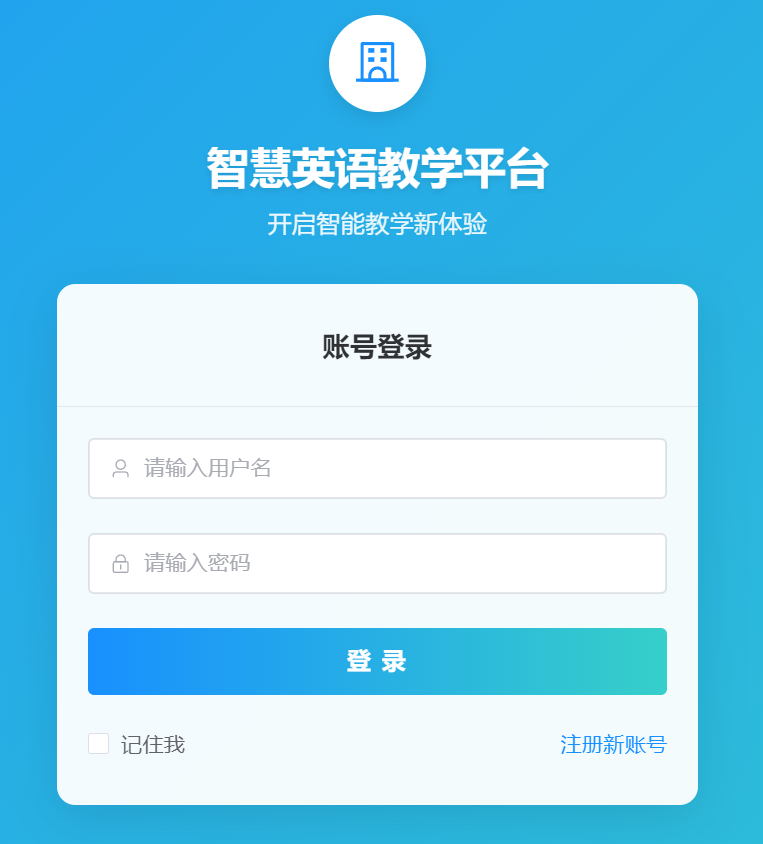 智慧英语教学平台
开启智能教学新体验
账号登录
请输入用户名
请输入密码
登 录
记住我 注册新账号